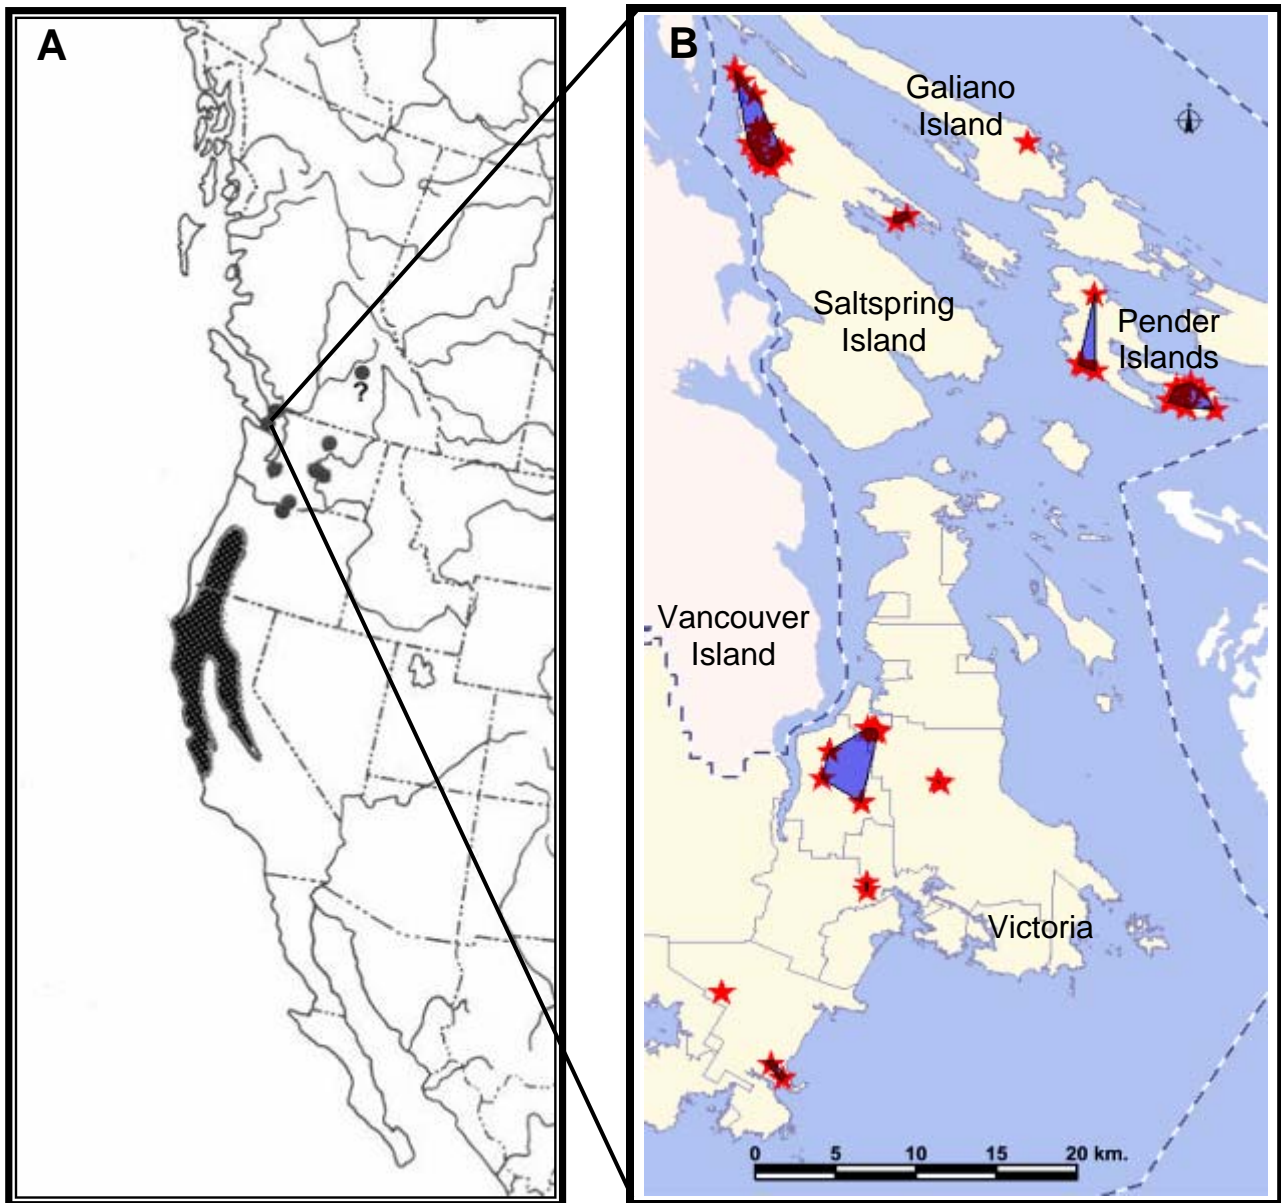 A
?
B
Galiano
Island
Saltspring
Island
Pender
Islands
Vancouver
Island
Victoria
0 5 10 15 20 km.